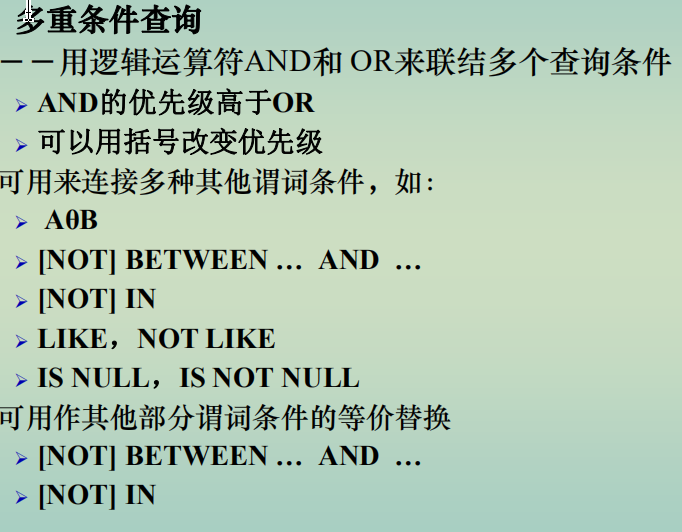 多重条件查询
－－用逻辑运算符AND和 OR来联结多个查询条件
➢ AND的优先级高于OR
➢ 可以用括号改变优先级
可用来连接多种其他谓词条件，如：
➢ AθB
➢ [NOT] BETWEEN … AND …
➢ [NOT] IN
➢ LIKE，NOT LIKE
➢ IS NULL，IS NOT NULL
可用作其他部分谓词条件的等价替换
➢ [NOT] BETWEEN … AND …
➢ [NOT] IN